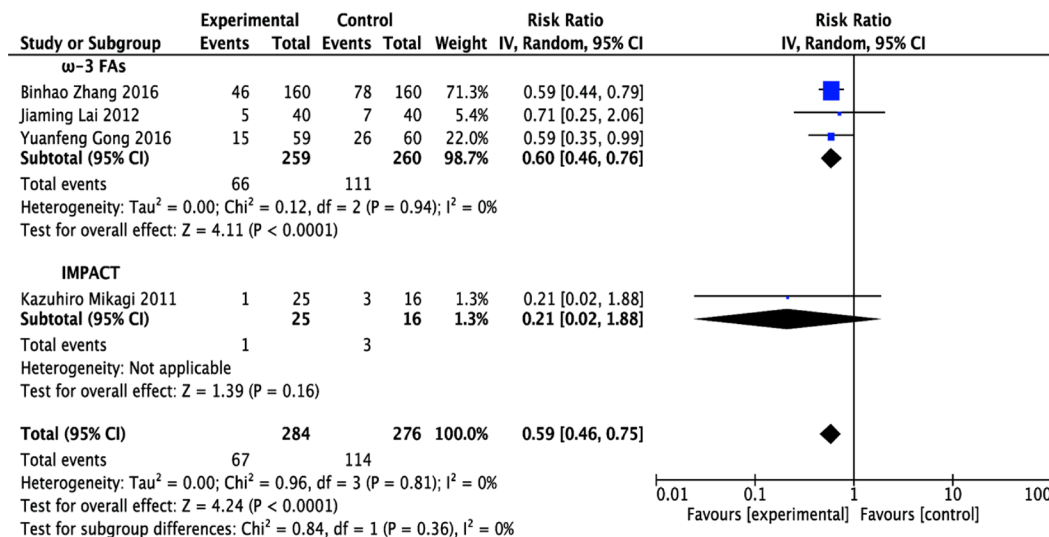 Experimental Control Risk Ratio Risk Ratio
Study or Subgroup Events Total Events Total Weight IV, Random, 95% CI IV, Random, 95% CI
ω-3 FAs
Binhao Zhang 2016 46 160 78 160 71.3% 0.59 [0.44, 0.79]
Jiaming Lai 2012 5 40 7 40 5.4% 0.71 [0.25, 2.06]
Yuanfeng Gong 2016 15 59 26 60 22.0% 0.59 [0.35, 0.99]
Subtotal (95% CI) 259 260 98.7% 0.60 [0.46, 0.76]
Total events 66 111
Heterogeneity: Tau² = 0.00; Chi² = 0.12, df = 2 (P = 0.94); I² = 0%
Test for overall effect: Z = 4.11 (P < 0.0001)
IMPACT
Kazuhiro Mikagi 2011 1 25 3 16 1.3% 0.21 [0.02, 1.88]
Subtotal (95% CI) 25 16 1.3% 0.21 [0.02, 1.88]
Total events 1 3
Heterogeneity: Not applicable
Test for overall effect: Z = 1.39 (P = 0.16)
Total (95% CI) 284 276 100.0% 0.59 [0.46, 0.75]
Total events 67 114
Heterogeneity: Tau² = 0.00; Chi² = 0.96, df = 3 (P = 0.81); I² = 0%
Test for overall effect: Z = 4.24 (P < 0.0001)
Test for subgroup differences: Chi² = 0.84, df = 1 (P = 0.36), I² = 0%
0.01 0.1 1 10 100
Favours [experimental] Favours [control]